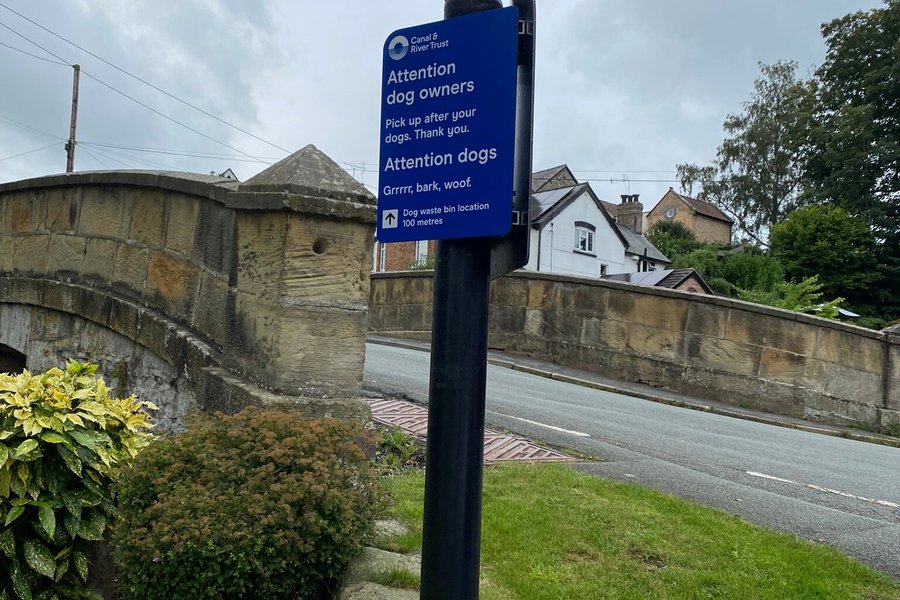 Canal &
River Trust
Attention
dog owners
Pick up after your
dogs. Thank you.
Attention dogs
Grrrrr, bark, woof.
Dog waste bin location
100 metres